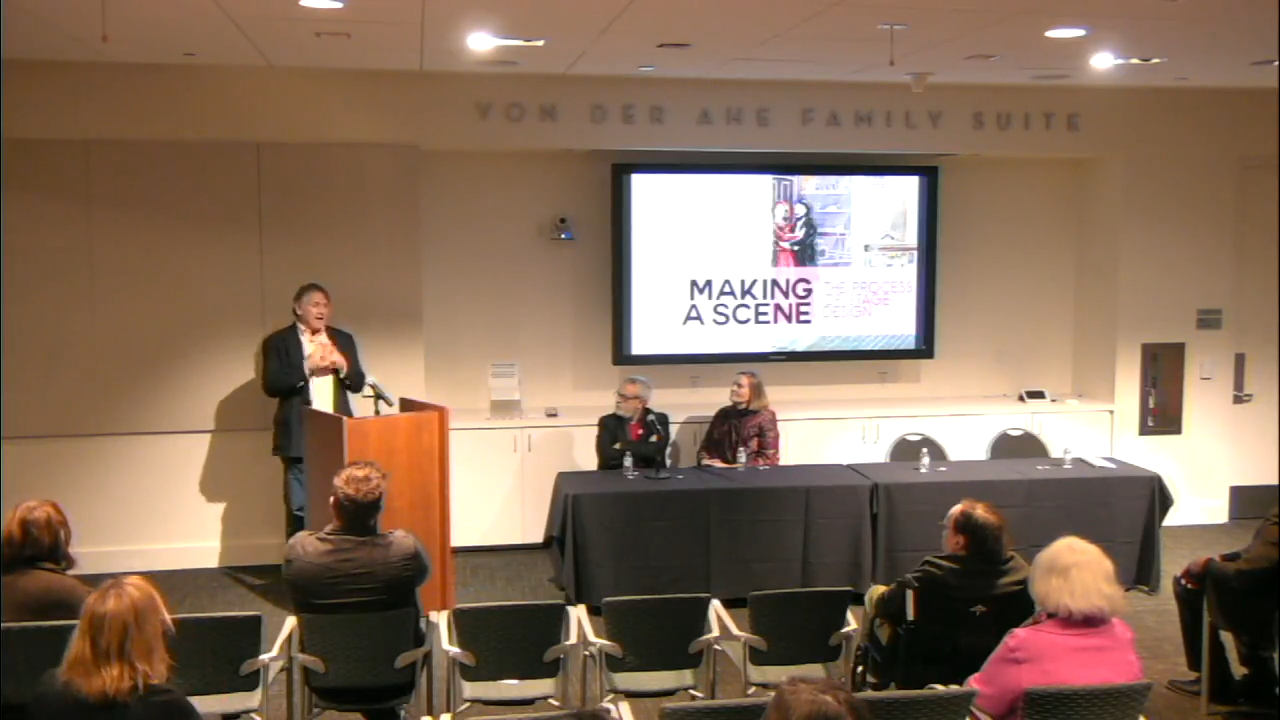 VON DER AHE FAMILY SUITE
MAKING
A SCENE
THE PROCESS
OF STAGE
DESIGN